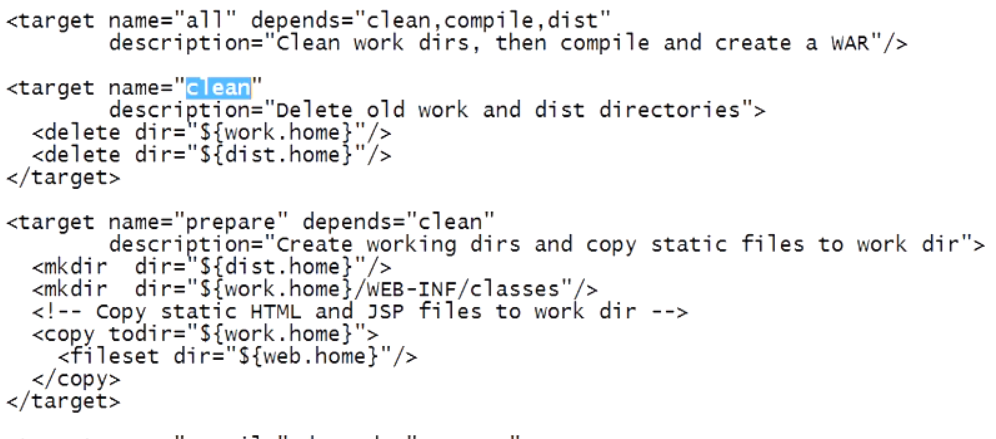 <target name="all" depends="clean,compile,dist"
description="Clean work dirs, then compile and create a WAR"/>
<target name="clean"
description="Delete old work and dist directories">
<delete dir="${work.home}"/>
<delete dir="${dist.home}"/>
</target>
<target name="prepare" depends="clean"
description="Create working dirs and copy static files to work dir">
<mkdir  dir="${dist.home}"/>
<mkdir  dir="${work.home}/WEB-INF/classes"/>
<!-- Copy static HTML and JSP files to work dir -->
<copy todir="${work.home}">
<fileset dir="${web.home}"/>
</copy>
</target>